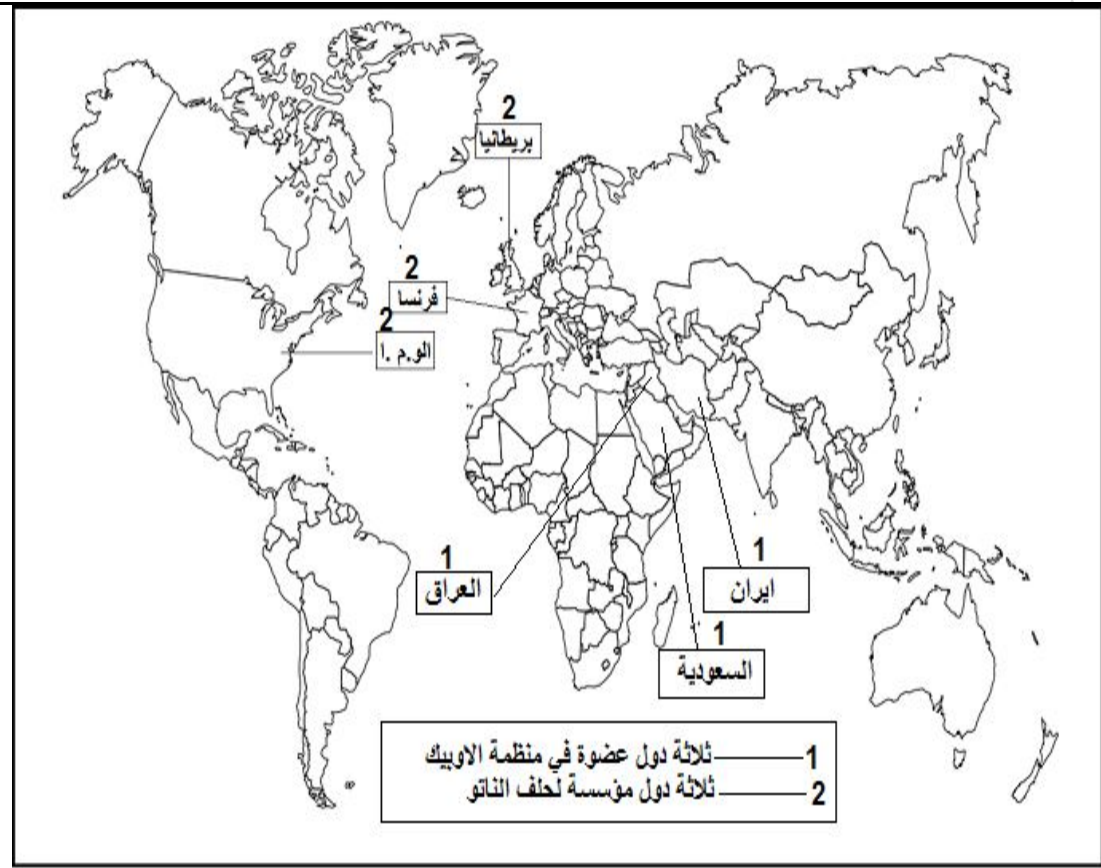 2
بريطانيا
2
فرنسا
2
الو.م.ا
1
العراق
1
ايران
1
السعودية
1 ثلاثة دول عضوة في منظمة الاوبيك
2 ثلاثة دول مؤسسة لحلف الناتو